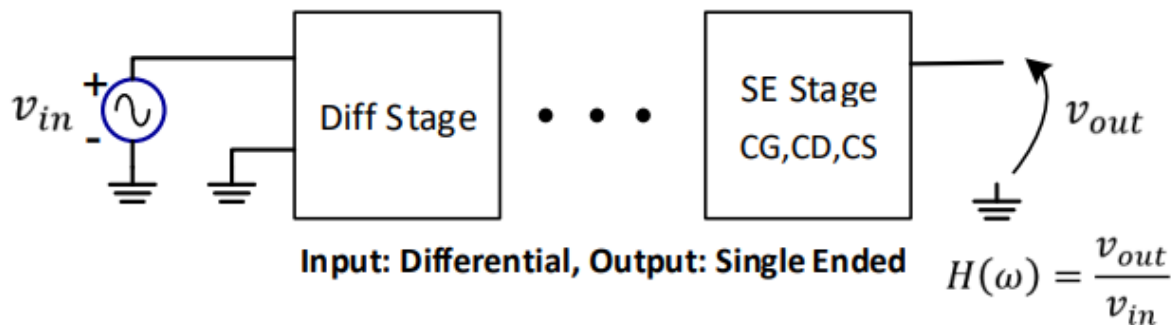 +
v_in
-
Diff Stage
• • •
SE Stage
CG,CD,CS
v_out
Input: Differential, Output: Single Ended
H(ω) = v_out / v_in